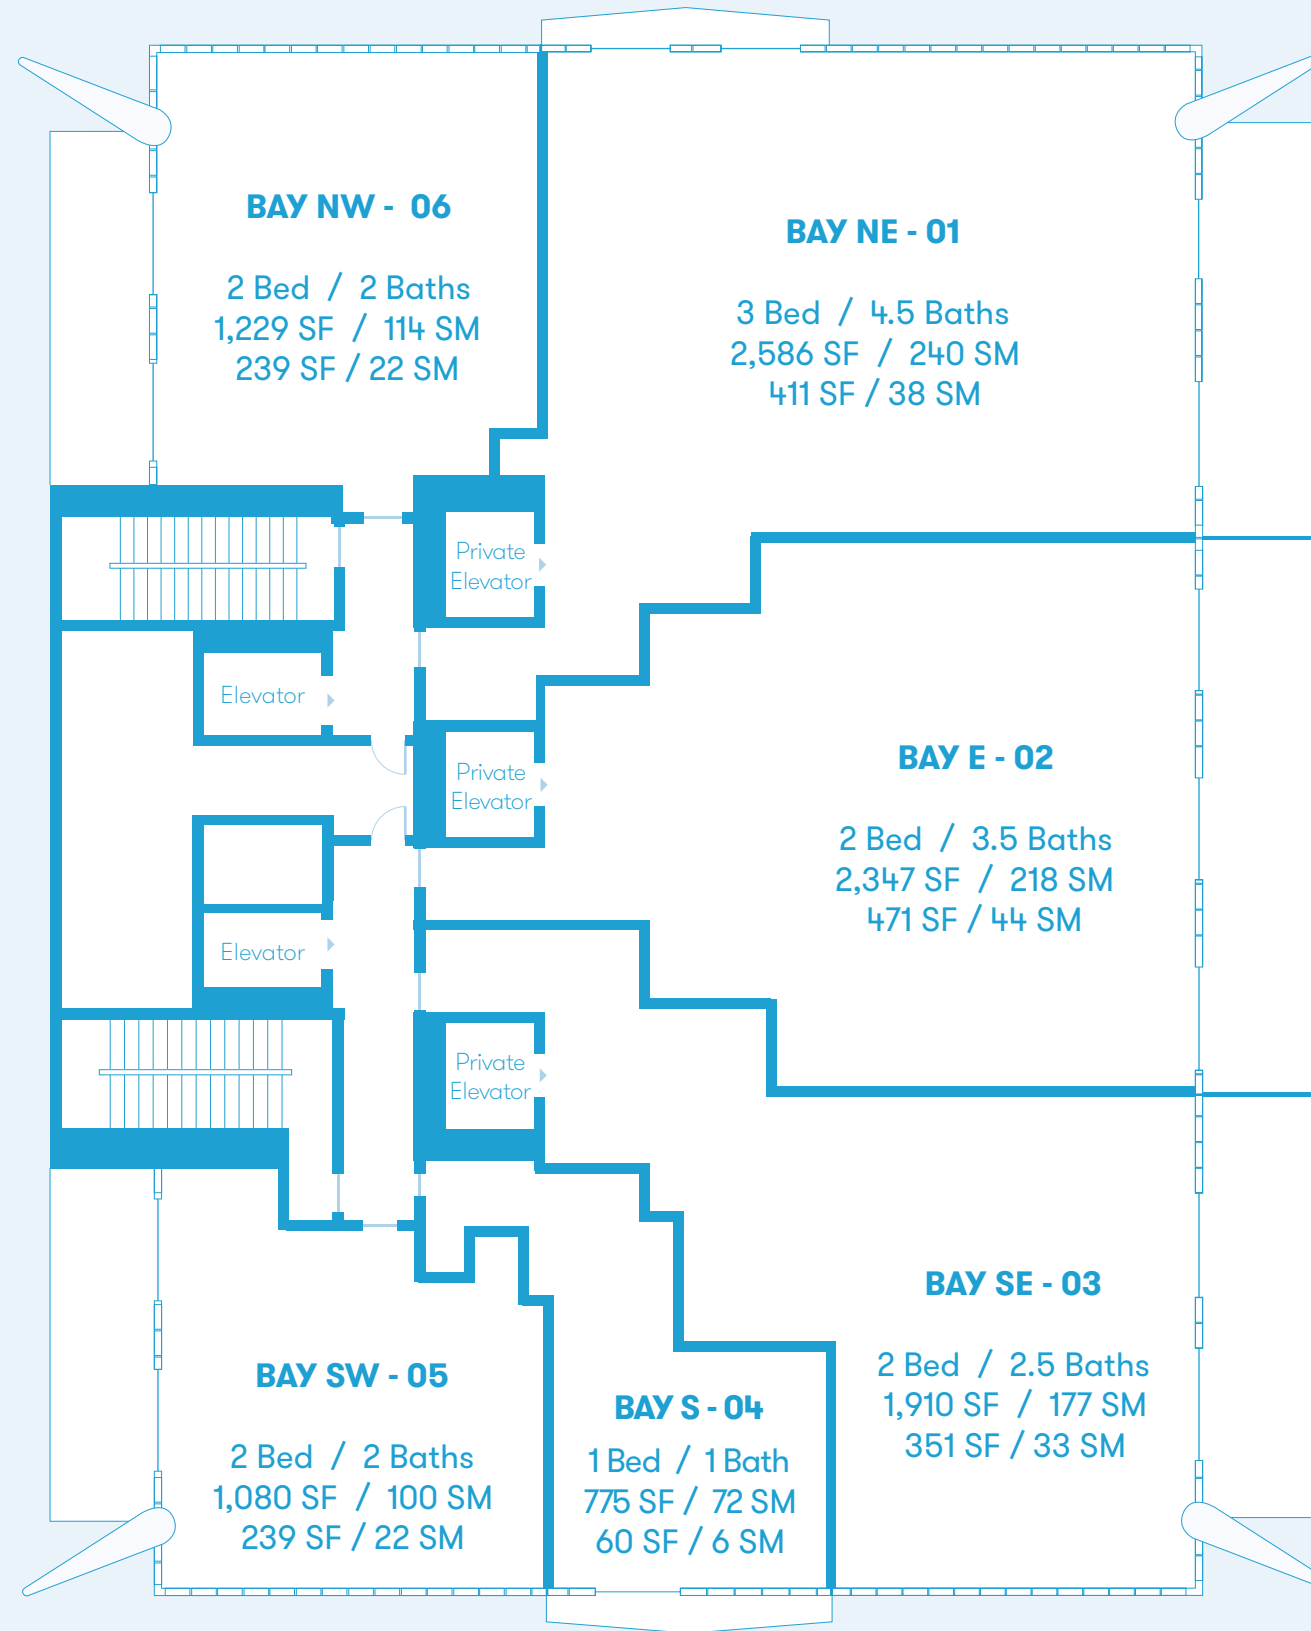 BAY NW - 06
2 Bed / 2 Baths
1,229 SF / 114 SM
239 SF / 22 SM
BAY NE - 01
3 Bed / 4.5 Baths
2,586 SF / 240 SM
411 SF / 38 SM
Private
Elevator
Elevator
Private
Elevator
BAY E - 02
2 Bed / 3.5 Baths
2,347 SF / 218 SM
471 SF / 44 SM
Elevator
Private
Elevator
BAY SE - 03
2 Bed / 2.5 Baths
1,910 SF / 177 SM
351 SF / 33 SM
BAY SW - 05
2 Bed / 2 Baths
1,080 SF / 100 SM
239 SF / 22 SM
BAY S - 04
1 Bed / 1 Bath
775 SF / 72 SM
60 SF / 6 SM